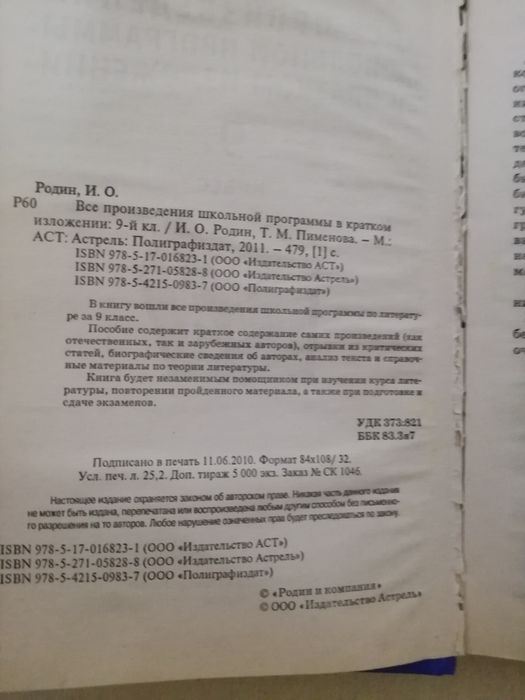 Родин, И. О.
Р60 Все произведения школьной программы в кратком
изложении: 9-й кл. / И. О. Родин, Т. М. Пименова. – М.:
АСТ: Астрель: Полиграфиздат, 2011. – 479, [1] с.
ISBN 978-5-17-016823-1 (ООО «Издательство АСТ»)
ISBN 978-5-271-05828-8 (ООО «Издательство Астрель»)
ISBN 978-5-4215-0983-7 (ООО «Полиграфиздат»)
В книгу вошли все произведения школьной программы по литерату-
ре за 9 класс.
Пособие содержит краткое содержание самих произведений (как
отечественных, так и зарубежных авторов), отрывки из критических
статей, биографические сведения об авторах, анализ текста и справоч-
ные материалы по теории литературы.
Книга будет незаменимым помощником при изучении курса лите-
ратуры, повторении пройденного материала, а также при подготовке и
сдаче экзаменов.
УДК 373:821
ББК 83.3я7
Подписано в печать 11.06.2010. Формат 84х108/ 32.
Усл. печ. л. 25,2. Доп. тираж 5 000 экз. Заказ № СК 1046.
Настоящее издание охраняется законом об авторском праве. Никакая часть данного издания
не может быть издана, перепечатана или воспроизведена любым другим способом без письменно-
го разрешения на то авторов. Любое нарушение означенных прав будет преследоваться по закону.
ISBN 978-5-17-016823-1 (ООО «Издательство АСТ»)
ISBN 978-5-271-05828-8 (ООО «Издательство Астрель»)
ISBN 978-5-4215-0983-7 (ООО «Полиграфиздат»)
© «Родин и компания»
© ООО «Издательство Астрель»